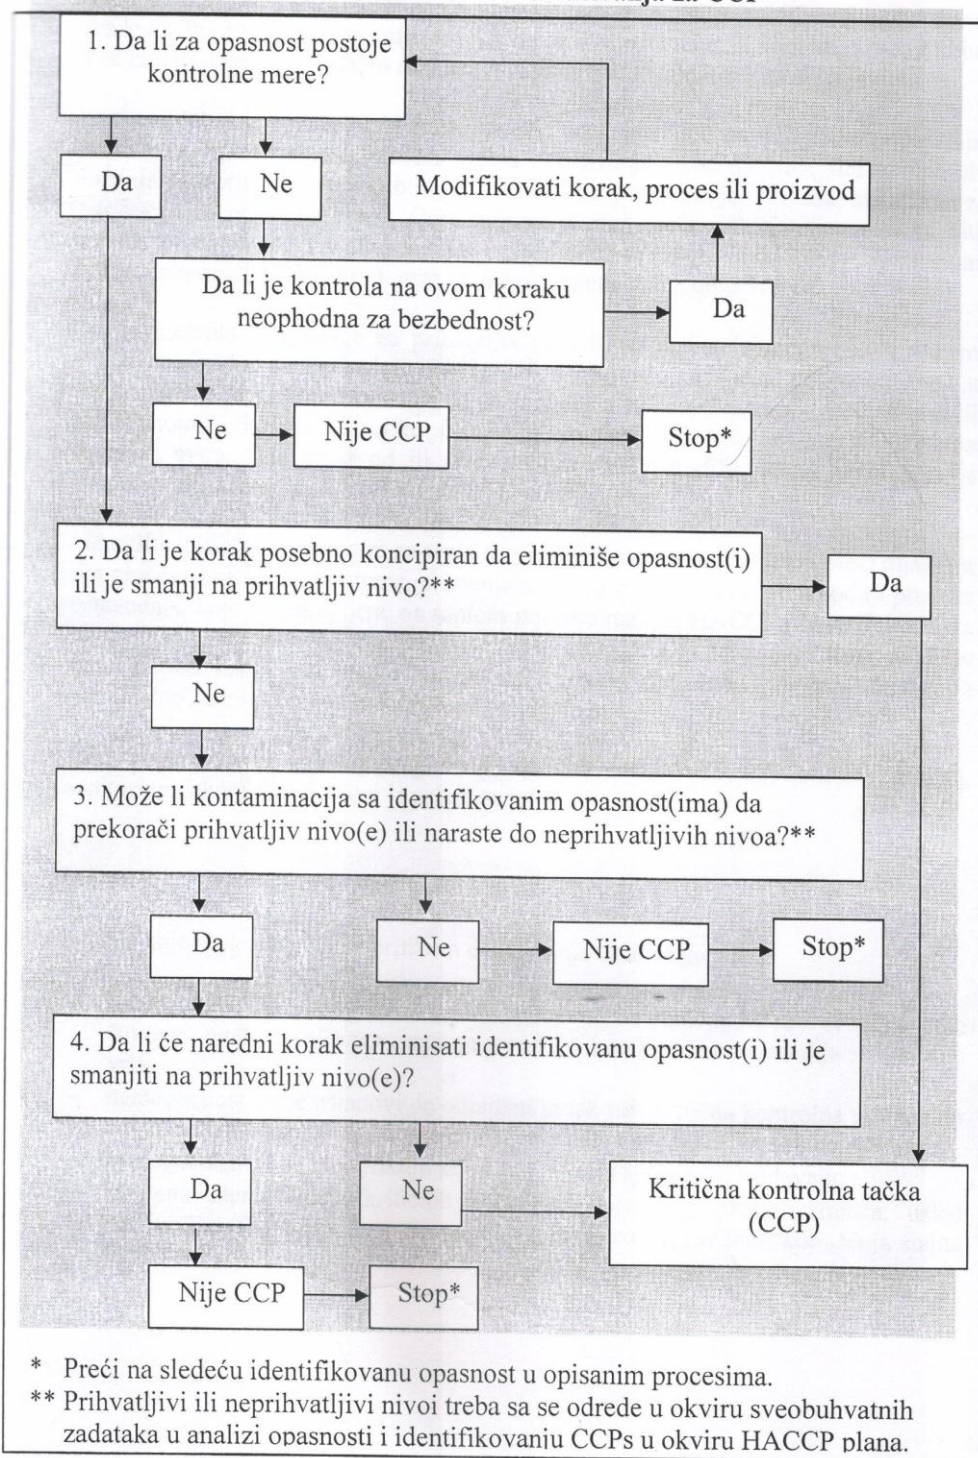 za CCP
1. Da li za opasnost postoje
kontrolne mere?
Da
Ne
Modifikovati korak, proces ili proizvod
Da li je kontrola na ovom koraku
neophodna za bezbednost?
Da
Ne
Nije CCP
Stop*
2. Da li je korak posebno koncipiran da eliminiše opasnost(i)
ili je smanji na prihvatljiv nivo?**
Da
Ne
3. Može li kontaminacija sa identifikovanim opasnost(ima) da
prekorači prihvatljiv nivo(e) ili naraste do neprihvatljivih nivoa?**
Da
Ne
Nije CCP
Stop*
4. Da li će naredni korak eliminisati identifikovanu opasnost(i) ili je
smanjiti na prihvatljiv nivo(e)?
Da
Ne
Kritična kontrolna tačka
(CCP)
Nije CCP
Stop*
* Preći na sledeću identifikovanu opasnost u opisanim procesima.
** Prihvatljivi ili neprihvatljivi nivoi treba sa se odrede u okviru sveobuhvatnih
zadataka u analizi opasnosti i identifikovanju CCPs u okviru HACCP plana.